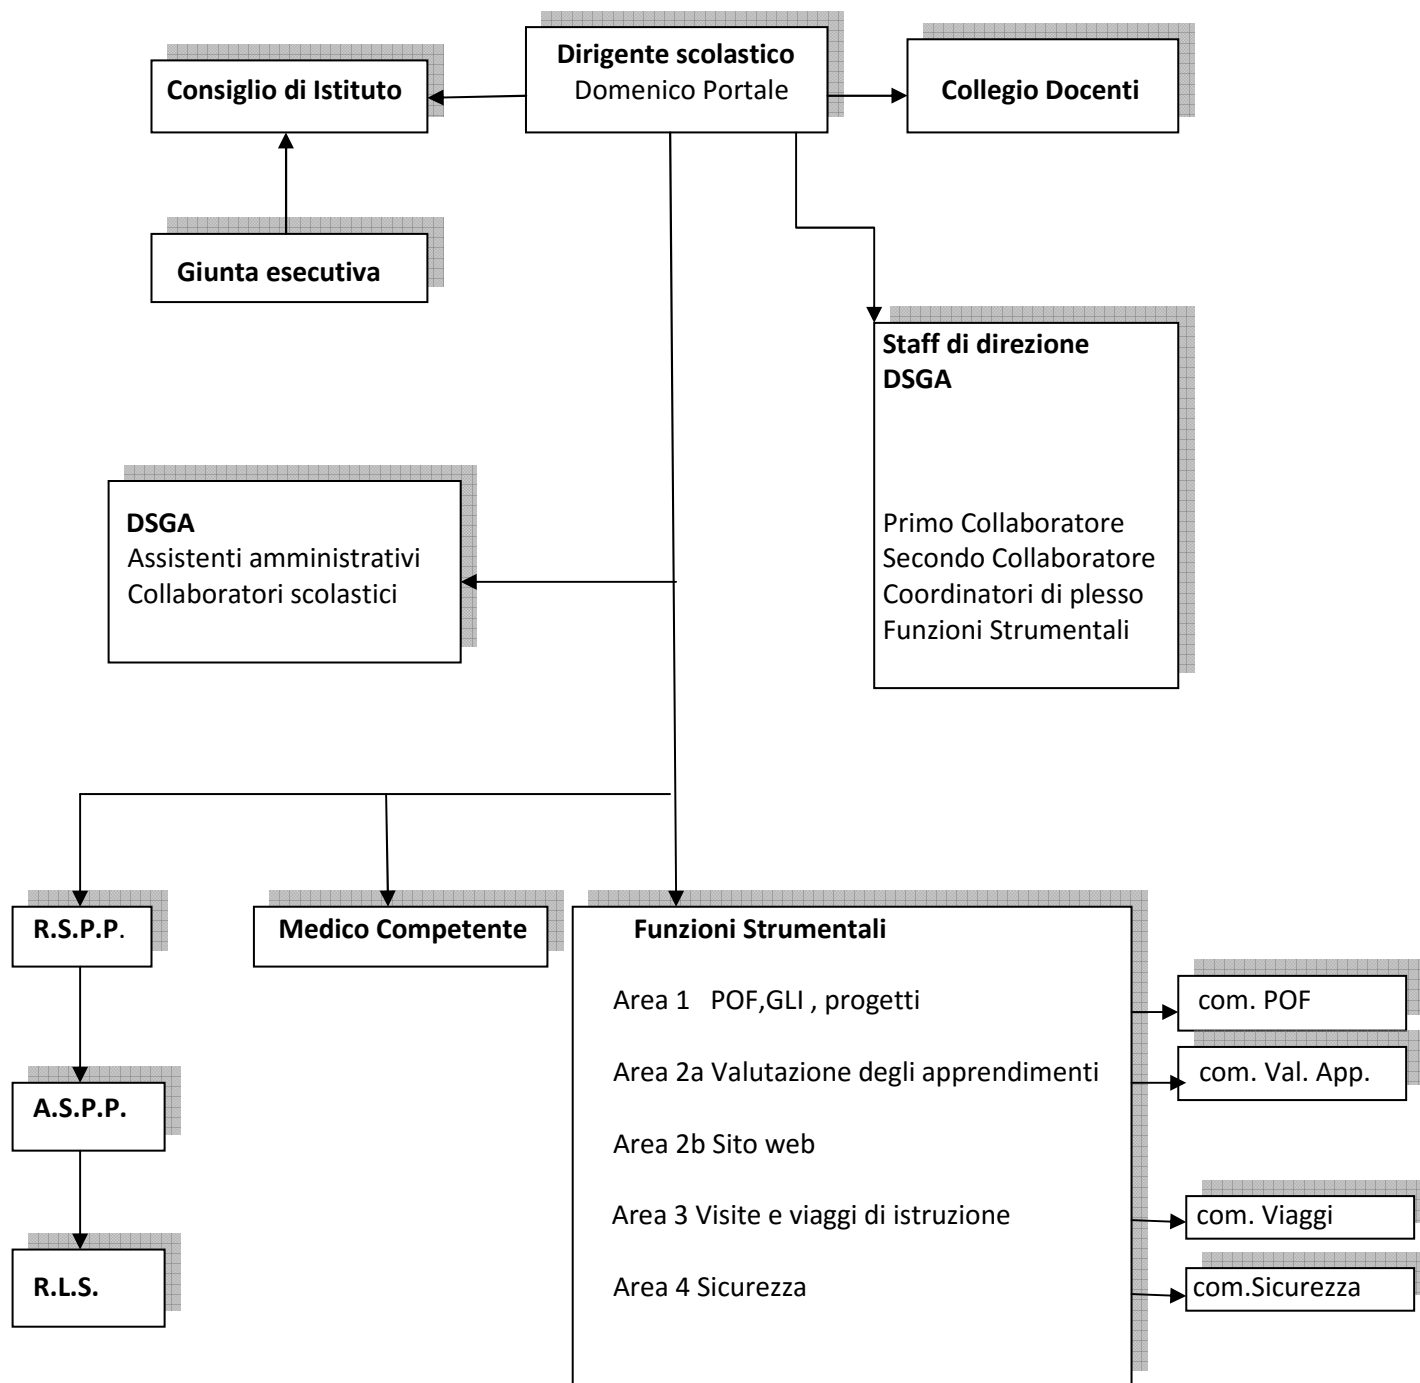 Dirigente scolastico
Domenico Portale
Consiglio di Istituto
Collegio Docenti
Giunta esecutiva
Staff di direzione
DSGA
Primo Collaboratore
Secondo Collaboratore
Coordinatori di plesso
Funzioni Strumentali
DSGA
Assistenti amministrativi
Collaboratori scolastici
R.S.P.P.
Medico Competente
Funzioni Strumentali
Area 1 POF,GLI , progetti
com. POF
Area 2a Valutazione degli apprendimenti
com. Val. App.
A.S.P.P.
Area 2b Sito web
Area 3 Visite e viaggi di istruzione
com. Viaggi
R.L.S.
Area 4 Sicurezza
com.Sicurezza